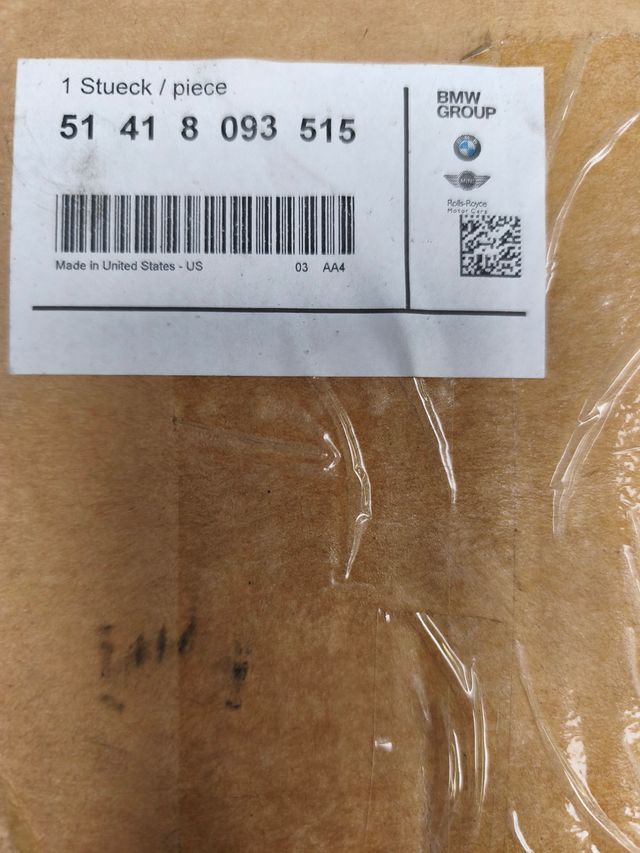 1 Stueck / piece
51 41 8 093 515
Made in United States - US 03 AA4
BMW
GROUP
MINI
Rolls-Royce
Motor Cars